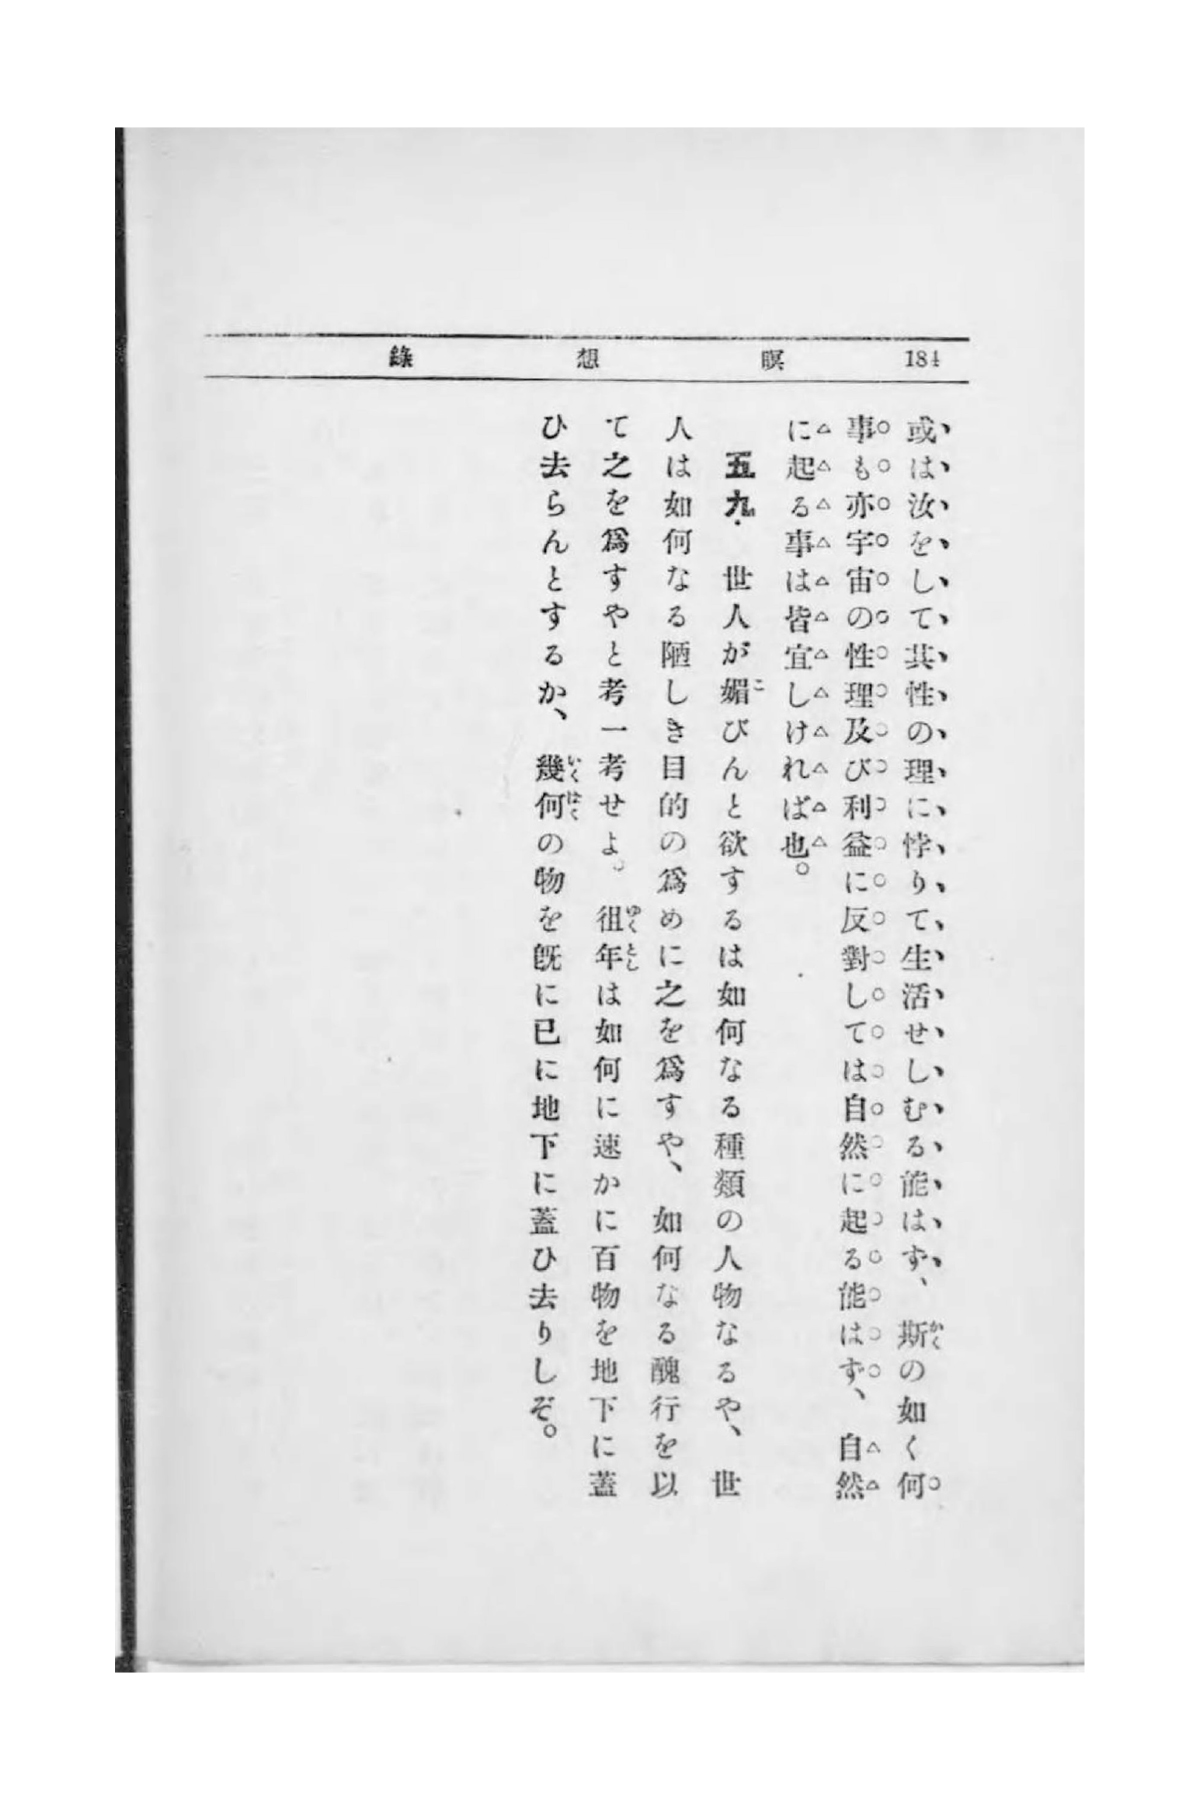 184 瞑想錄
或は汝をして其性の理に悖りて生活せしむる能はず、斯の如く何
事も亦宇宙の性理及び利益に反對しては自然に起る能はず、自然
に起る事は皆宜しければ也。
五九. 世人が媚びんと欲するは如何なる種類の人物なるや、世
人は如何なる陋しき目的の爲めに之を爲すや、如何なる醜行を以
て之を爲すやと考一考せよ。徂年は如何に速かに百物を地下に蓋
ひ去らんとするか、幾何の物を既に已に地下に蓋ひ去りしぞ。